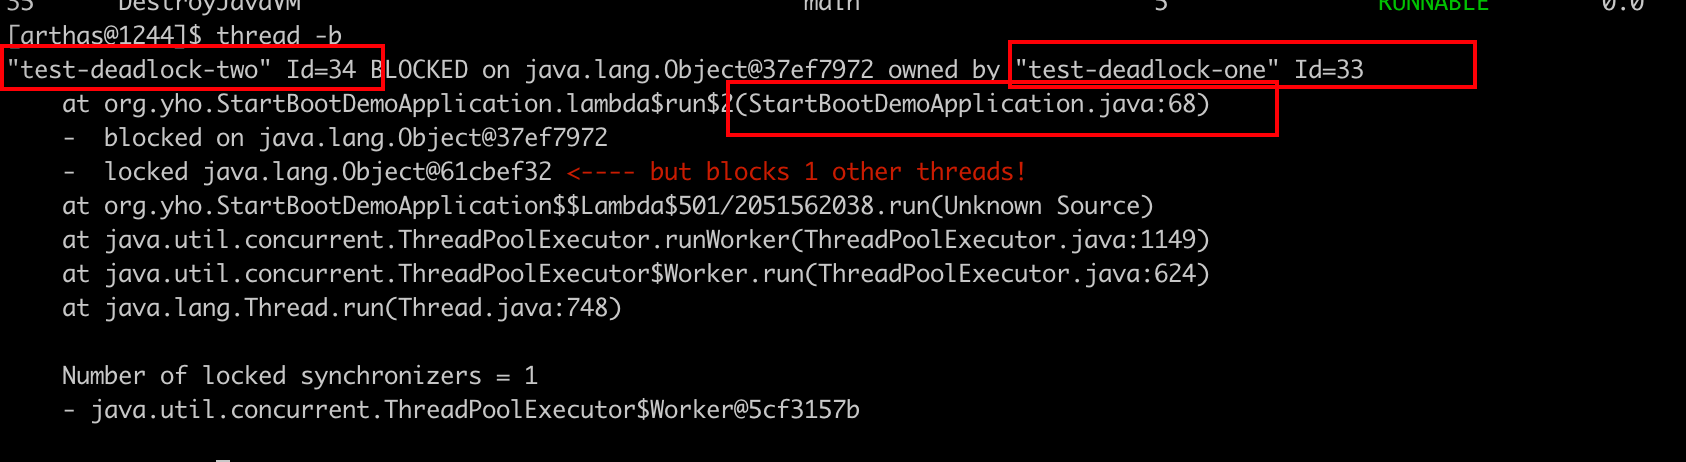 35 DestroyJavaVM main 5 RUNNABLE 0.0
[arthas@1244]$ thread -b
"test-deadlock-two" Id=34 BLOCKED on java.lang.Object@37ef7972 owned by "test-deadlock-one" Id=33
at org.yho.StartBootDemoApplication.lambda$run$2(StartBootDemoApplication.java:68)
- blocked on java.lang.Object@37ef7972
- locked java.lang.Object@61cbef32 <---- but blocks 1 other threads!
at org.yho.StartBootDemoApplication$$Lambda$501/2051562038.run(Unknown Source)
at java.util.concurrent.ThreadPoolExecutor.runWorker(ThreadPoolExecutor.java:1149)
at java.util.concurrent.ThreadPoolExecutor$Worker.run(ThreadPoolExecutor.java:624)
at java.lang.Thread.run(Thread.java:748)
Number of locked synchronizers = 1
- java.util.concurrent.ThreadPoolExecutor$Worker@5cf3157b